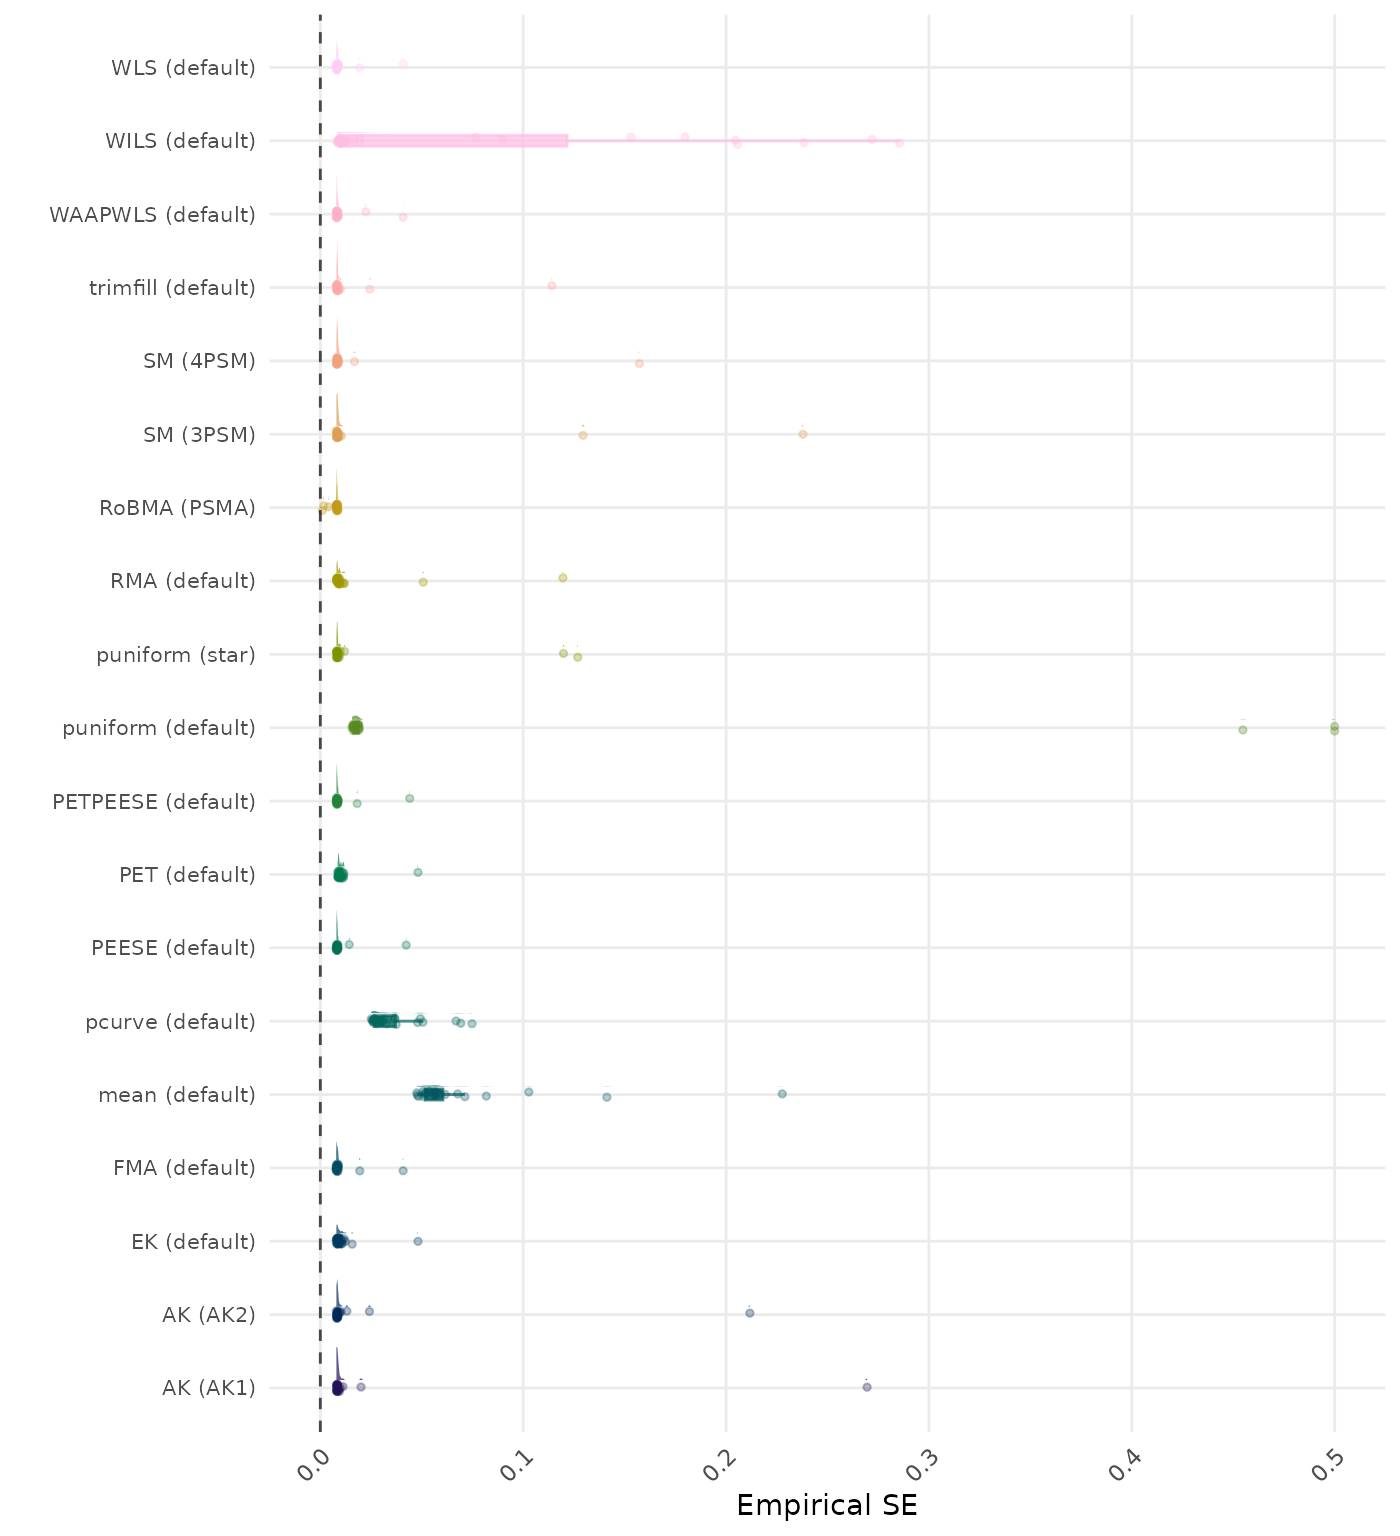 WLS (default)
WILS (default)
WAAPWLS (default)
trimfill (default)
SM (4PSM)
SM (3PSM)
RoBMA (PSMA)
RMA (default)
puniform (star)
puniform (default)
PETPEESE (default)
PET (default)
PEESE (default)
pcurve (default)
mean (default)
FMA (default)
EK (default)
AK (AK2)
AK (AK1)
0.0 0.1 0.2 0.3 0.4 0.5
Empirical SE